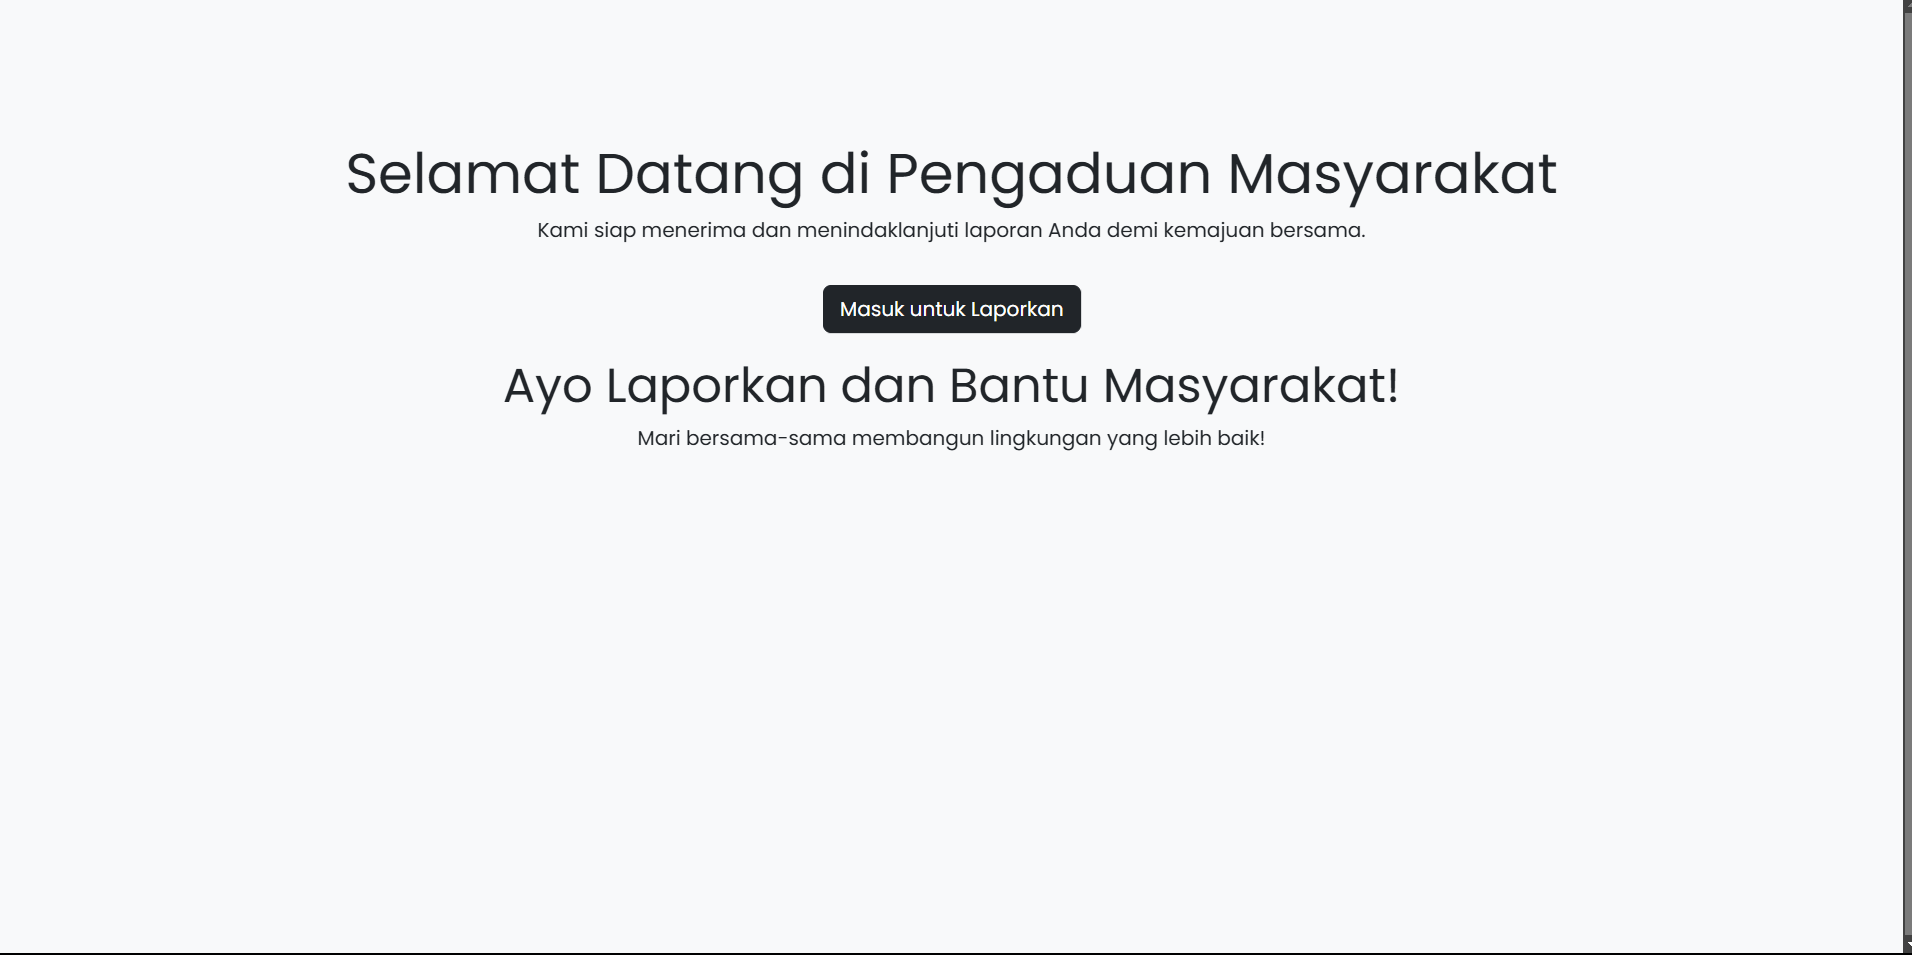 Selamat Datang di Pengaduan Masyarakat
Kami siap menerima dan menindaklanjuti laporan Anda demi kemajuan bersama.
Masuk untuk Laporkan
Ayo Laporkan dan Bantu Masyarakat!
Mari bersama-sama membangun lingkungan yang lebih baik!